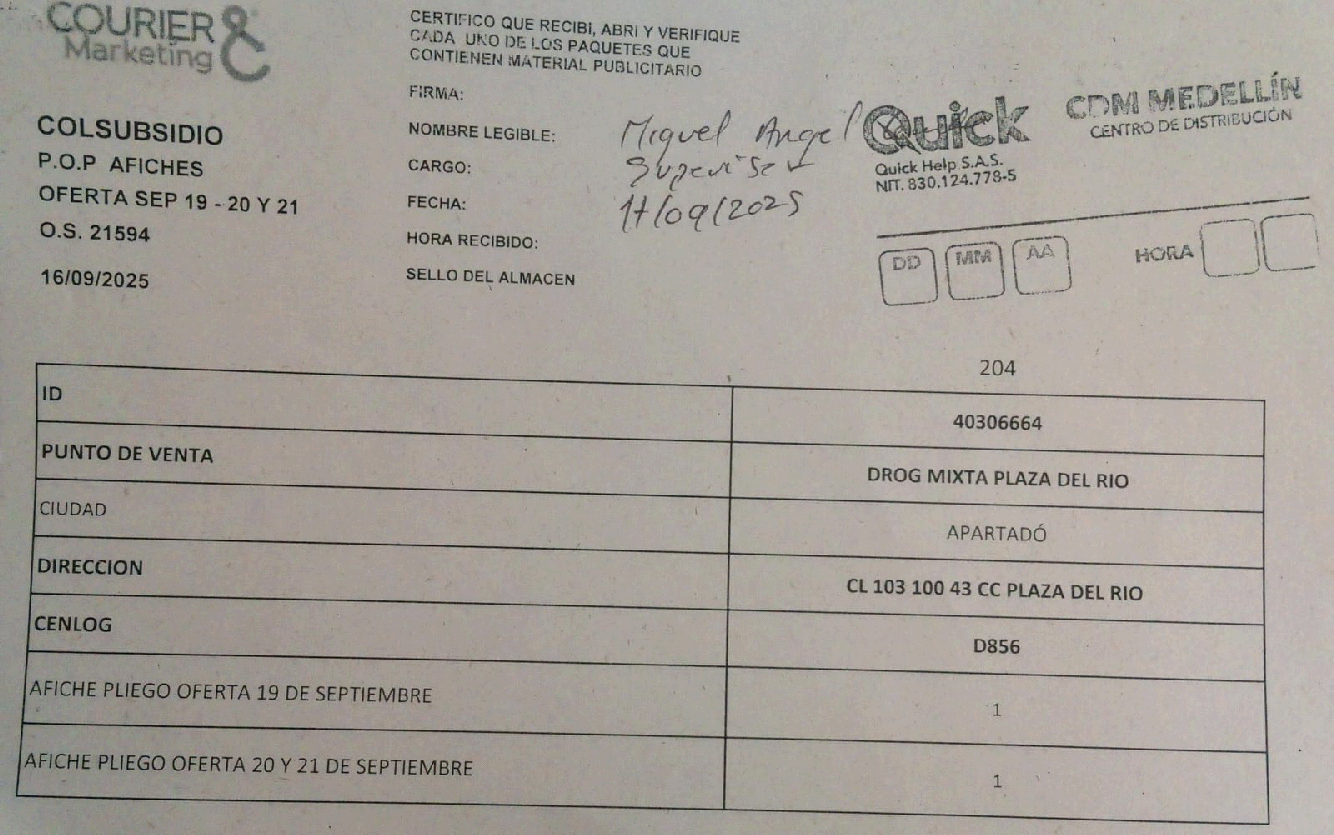 COURIER &
Marketing
COLSUBSIDIO
P.O.P AFICHES
OFERTA SEP 19 - 20 Y 21
O.S. 21594
16/09/2025
CERTIFICO QUE RECIBI, ABRI Y VERIFIQUE
CADA UNO DE LOS PAQUETES QUE
CONTIENEN MATERIAL PUBLICITARIO
FIRMA:
NOMBRE LEGIBLE: Miguel Angel
CARGO: Supervisor
FECHA: 17/09/2025
HORA RECIBIDO:
SELLO DEL ALMACEN
Quick
Quick Help S.A.S.
NIT. 830.124.778-5
CDM MEDELLÍN
CENTRO DE DISTRIBUCIÓN
DD MM AA HORA
204
ID 40306664
PUNTO DE VENTA DROG MIXTA PLAZA DEL RIO
CIUDAD APARTADÓ
DIRECCION CL 103 100 43 CC PLAZA DEL RIO
CENLOG D856
AFICHE PLIEGO OFERTA 19 DE SEPTIEMBRE 1
AFICHE PLIEGO OFERTA 20 Y 21 DE SEPTIEMBRE 1